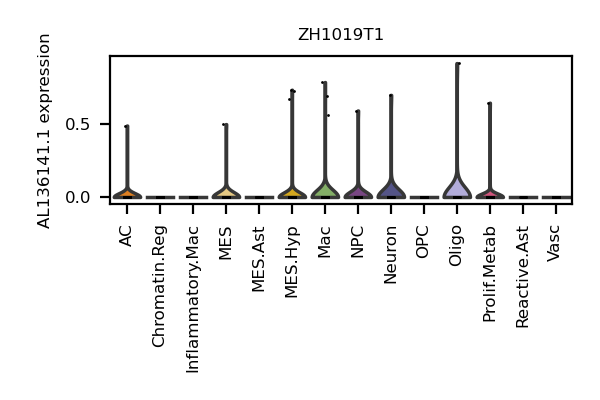 ZH1019T1
AL136141.1 expression
0.5
0.0
AC
Chromatin.Reg
Inflammatory.Mac
MES
MES.Ast
MES.Hyp
Mac
NPC
Neuron
OPC
Oligo
Prolif.Metab
Reactive.Ast
Vasc